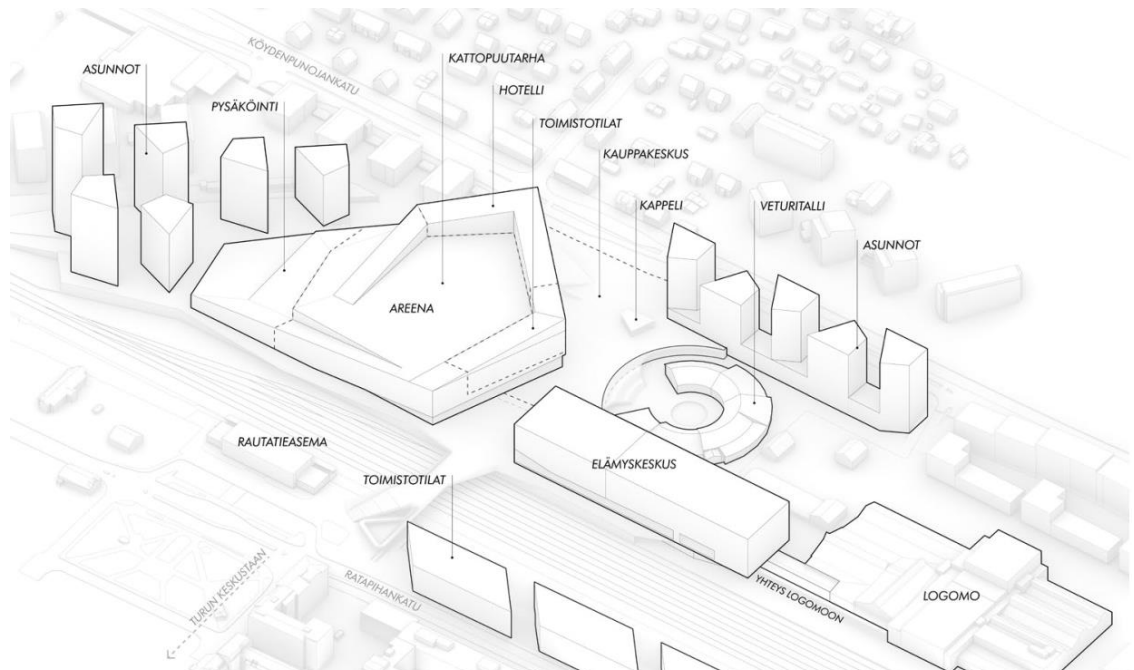 KÖYDENPUNOJANKATU
KATTOPUUTARHA
ASUNNOT
HOTELLI
PYSÄKÖINTI
TOIMISTOTILAT
KAUPPAKESKUS
KAPPELI
VETURITALLI
ASUNNOT
AREENA
RAUTATIEASEMA
ELÄMYSKESKUS
TOIMISTOTILAT
TURUN KESKUSTAAN
RATAPIHANKATU
YHTEYS LOGOMOON
LOGOMO